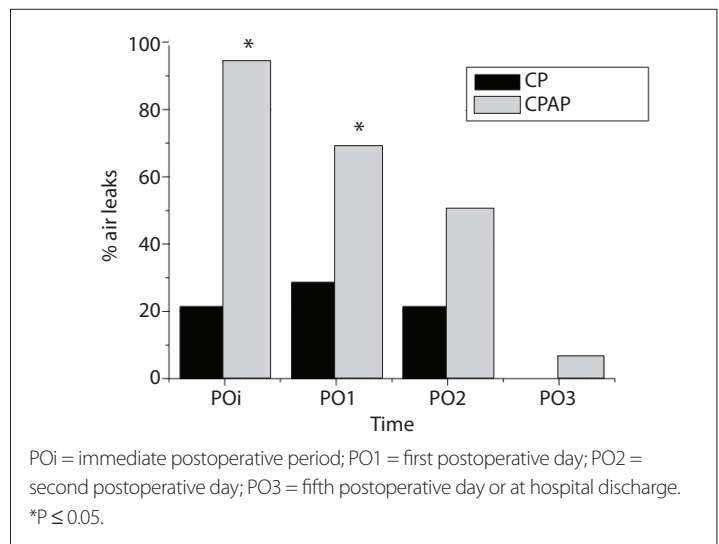 100
*
CP
CPAP
80
*
60
% air leaks
40
20
0
POi PO1 PO2 PO3
Time
POi = immediate postoperative period; PO1 = first postoperative day; PO2 =
second postoperative day; PO3 = fifth postoperative day or at hospital discharge.
*P ≤ 0.05.